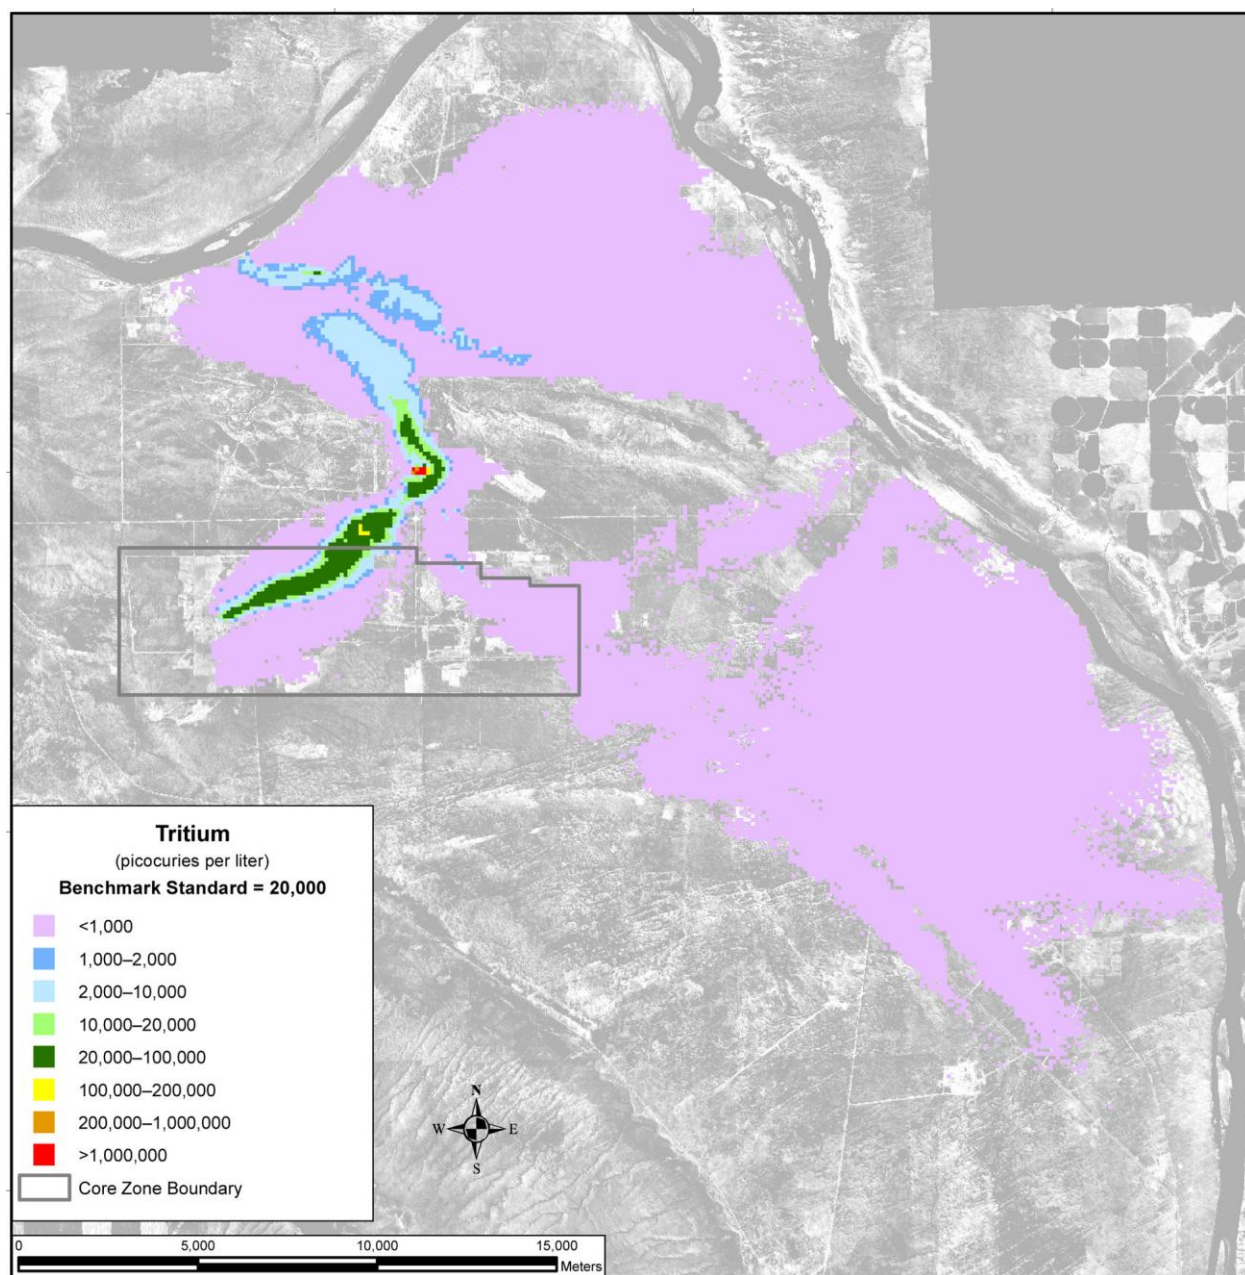 Tritium
(picocuries per liter)
Benchmark Standard = 20,000
<1,000
1,000–2,000
2,000–10,000
10,000–20,000
20,000–100,000
100,000–200,000
200,000–1,000,000
>1,000,000
Core Zone Boundary
N
W E
S
0 5,000 10,000 15,000
Meters